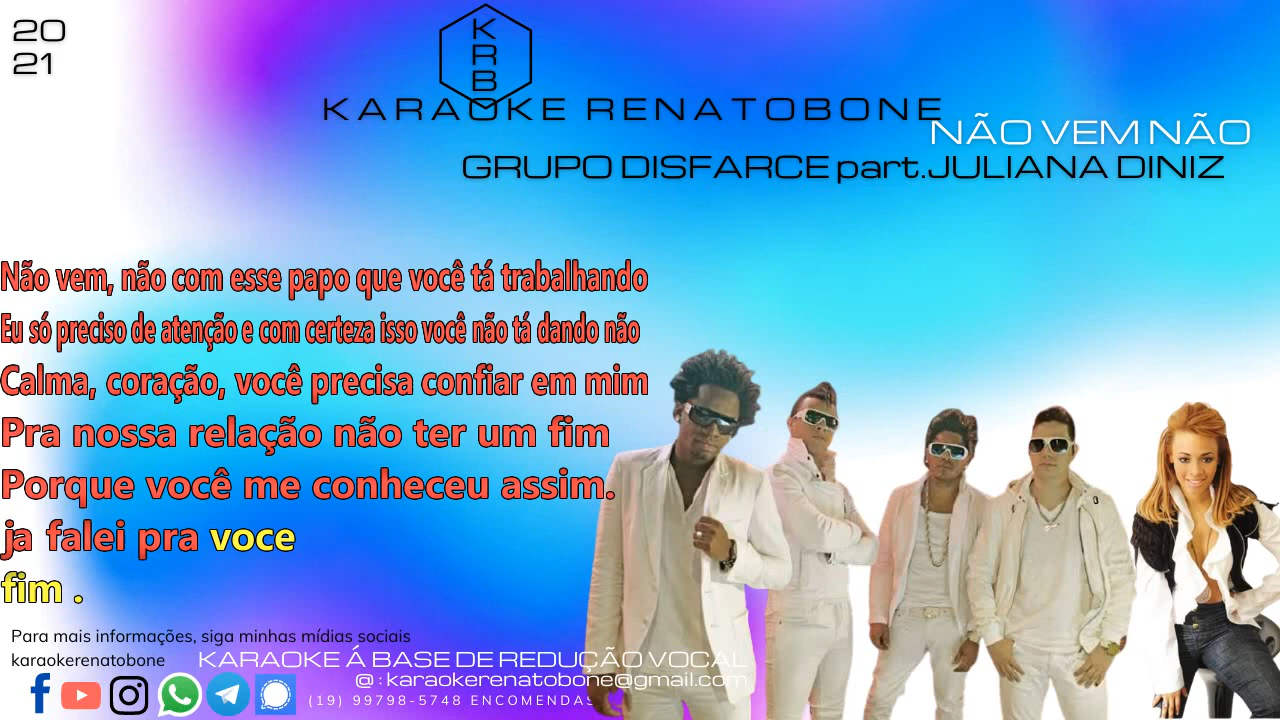 20
21
K
R
B
KARAOKE RENATOBONE
NÃO VEM NÃO
GRUPO DISFARCE part.JULIANA DINIZ
Não vem, não com esse papo que você tá trabalhando
Eu só preciso de atenção e com certeza isso você não tá dando não
Calma, coração, você precisa confiar em mim
Pra nossa relação não ter um fim
Porque você me conheceu assim.
ja falei pra voce
fim .
Para mais informações, siga minhas mídias sociais
karaokerenatobone
KARAOKE Á BASE DE REDUÇÃO VOCAL
@:karaokerenatobone@gmail.com
(19) 99798-5748 ENCOMENDAS